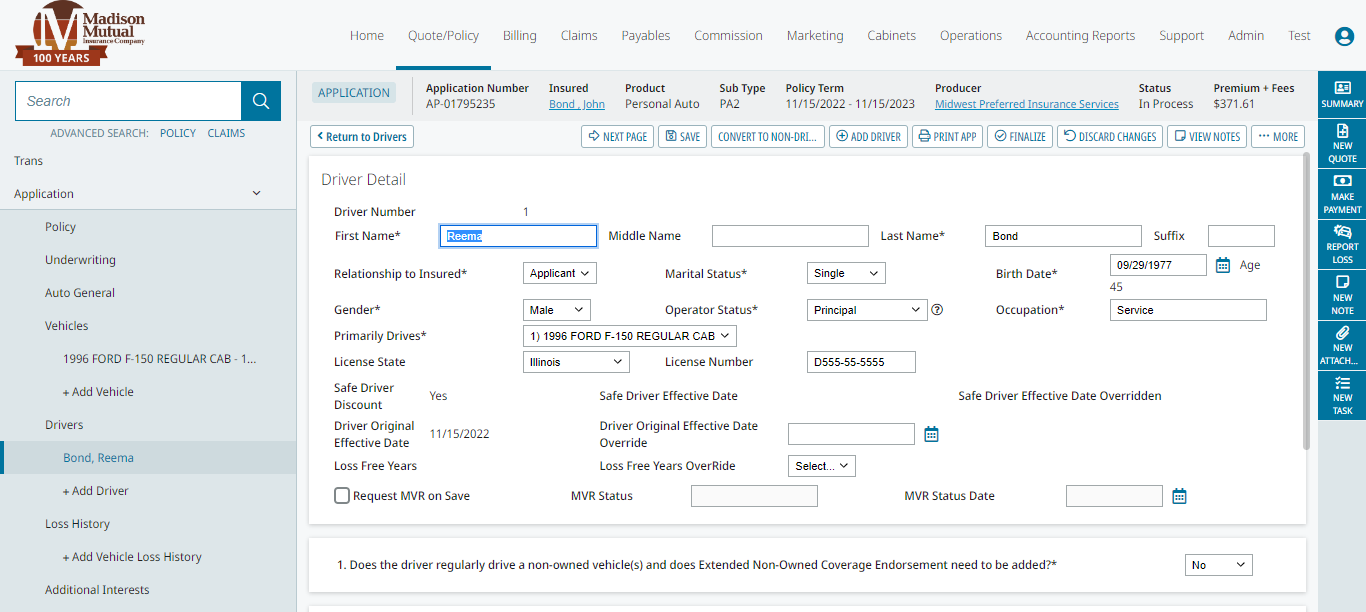 Madison
Mutual
Insurance Company
100 YEARS
Home Quote/Policy Billing Claims Payables Commission Marketing Cabinets Operations Accounting Reports Support Admin Test
Search
ADVANCED SEARCH: POLICY CLAIMS
Trans
Application
Policy
Underwriting
Auto General
Vehicles
1996 FORD F-150 REGULAR CAB - 1...
+ Add Vehicle
Drivers
Bond, Reema
+ Add Driver
Loss History
+ Add Vehicle Loss History
Additional Interests
APPLICATION
Application Number Insured Product Sub Type Policy Term Producer Status Premium + Fees
AP-01795235 Bond , John Personal Auto PA2 11/15/2022 - 11/15/2023 Midwest Preferred Insurance Services In Process $371.61
Return to Drivers NEXT PAGE SAVE CONVERT TO NON-DRI... ADD DRIVER PRINT APP FINALIZE DISCARD CHANGES VIEW NOTES ... MORE
Driver Detail
Driver Number 1
First Name* Reema Middle Name Last Name* Bond Suffix
Relationship to Insured* Applicant Marital Status* Single Birth Date* 09/29/1977 Age
45
Gender* Male Operator Status* Principal ? Occupation* Service
Primarily Drives* 1) 1996 FORD F-150 REGULAR CAB
License State Illinois License Number D555-55-5555
Safe Driver
Discount Yes Safe Driver Effective Date Safe Driver Effective Date Overridden
Driver Original
Effective Date 11/15/2022 Driver Original Effective Date
Override
Loss Free Years Loss Free Years OverRide Select...
Request MVR on Save MVR Status MVR Status Date
1. Does the driver regularly drive a non-owned vehicle(s) and does Extended Non-Owned Coverage Endorsement need to be added?* No
SUMMARY
NEW
QUOTE
MAKE
PAYMENT
REPORT
LOSS
NEW
NOTE
NEW
ATTACH...
NEW
TASK